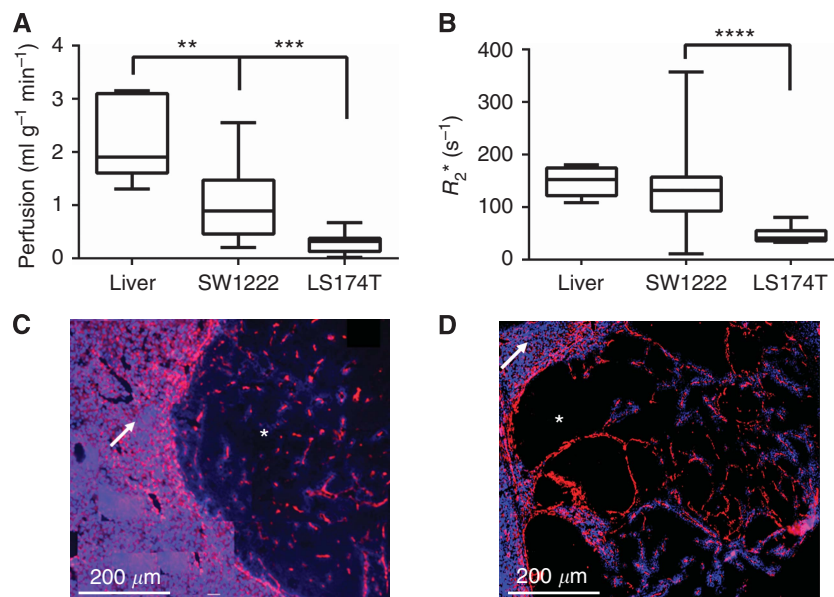 A
Perfusion (ml g⁻¹ min⁻¹)
4
3
2
1
0
**
***
Liver
SW1222
LS174T
B
R₂* (s⁻¹)
400
300
200
100
0
****
Liver
SW1222
LS174T
C
*
200 μm
D
*
200 μm